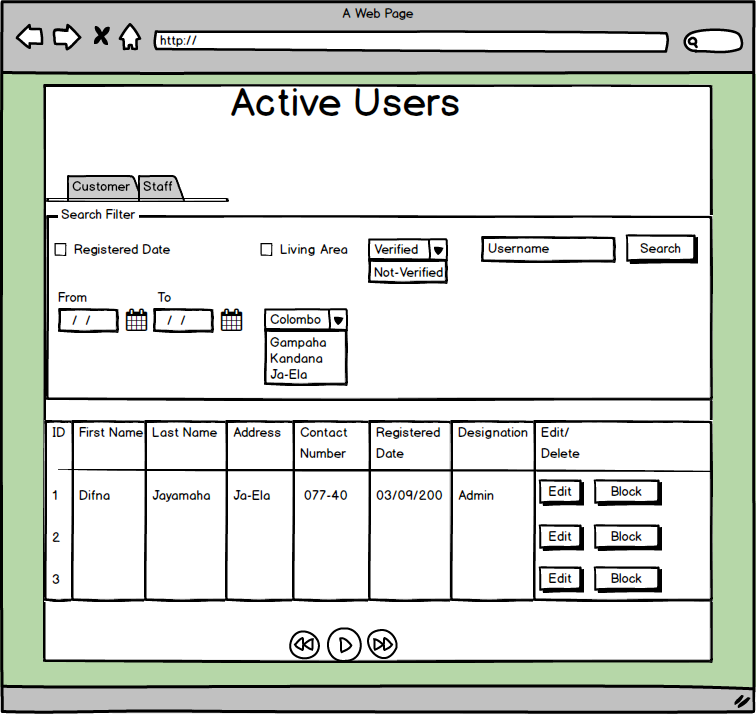 A Web Page
http://
Active Users
Customer Staff
Search Filter
Registered Date Living Area Verified Username Search
Not-Verified
From To
/ / / / Colombo
Gampaha
Kandana
Ja-Ela
ID First Name Last Name Address Contact Registered Designation Edit/
Number Date Delete
1 Difna Jayamaha Ja-Ela 077-40 03/09/200 Admin Edit Block
2 Edit Block
3 Edit Block